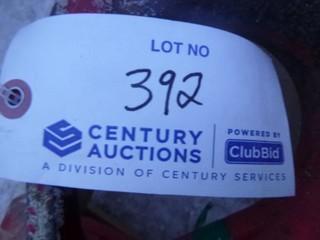 LOT NO
392
CENTURY
AUCTIONS
POWERED BY
ClubBid
A DIVISION OF CENTURY SERVICES